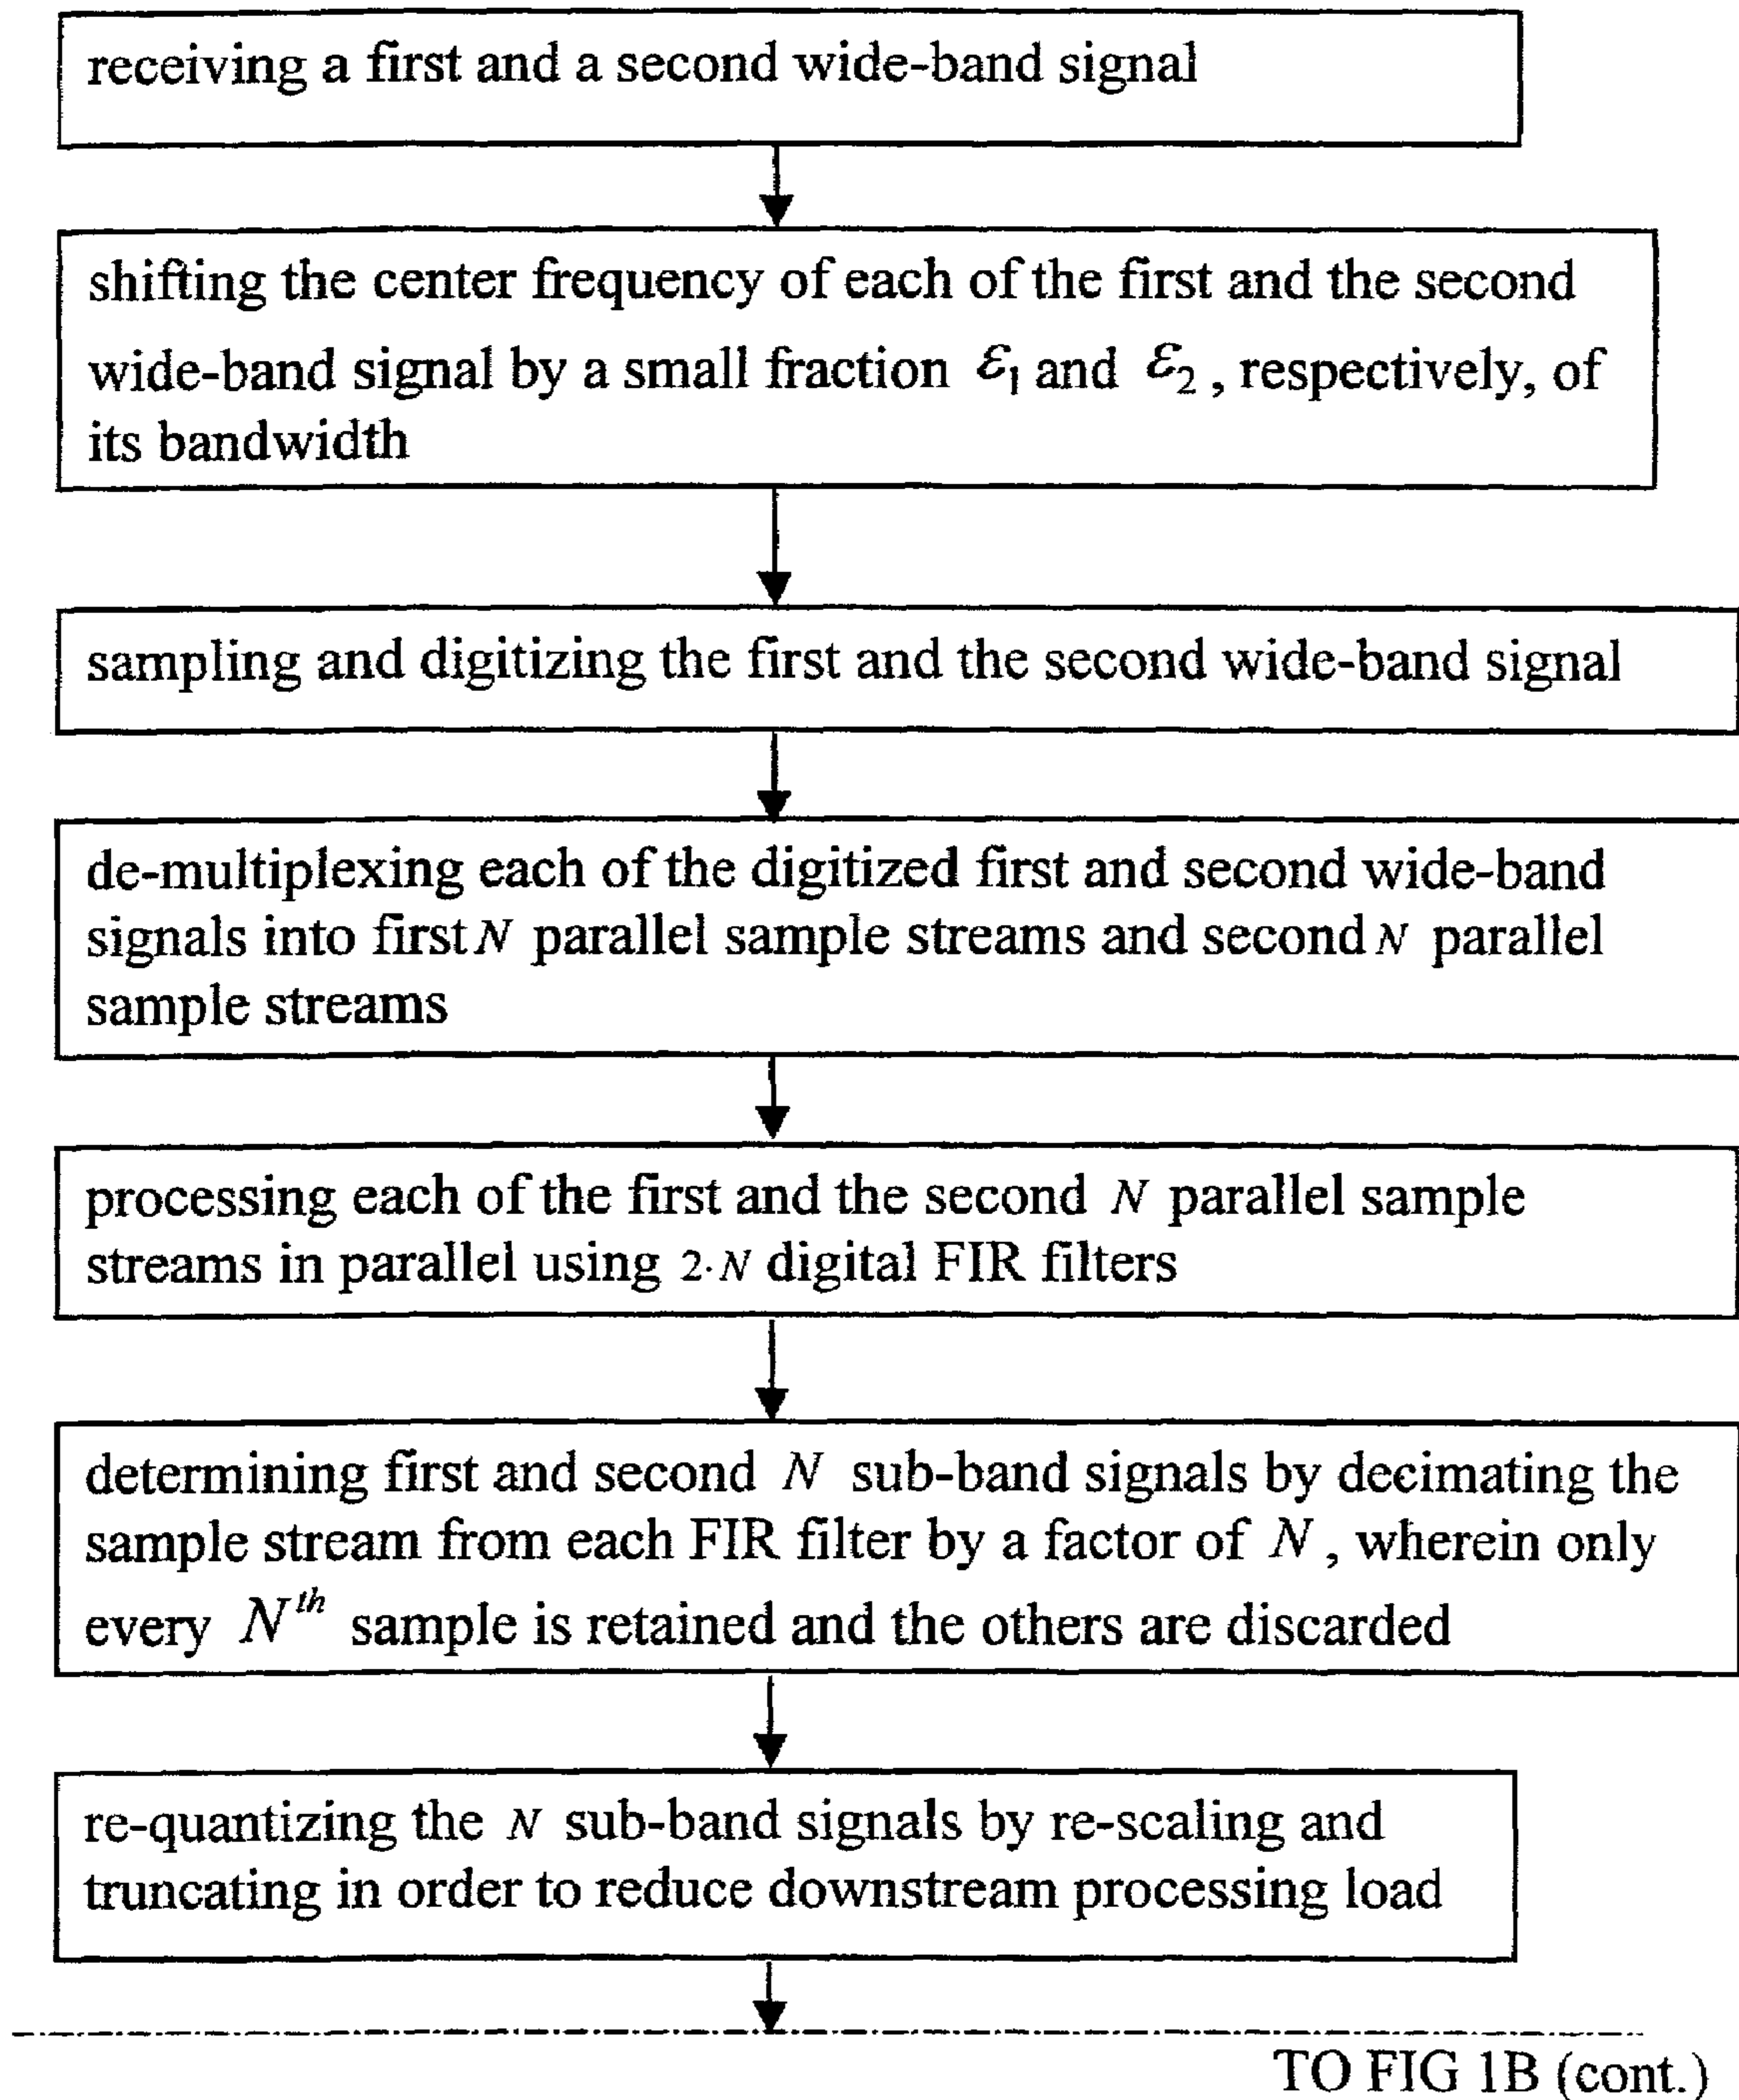 receiving a first and a second wide-band signal
shifting the center frequency of each of the first and the second
wide-band signal by a small fraction ε₁ and ε₂, respectively, of
its bandwidth
sampling and digitizing the first and the second wide-band signal
de-multiplexing each of the digitized first and second wide-band
signals into first N parallel sample streams and second N parallel
sample streams
processing each of the first and the second N parallel sample
streams in parallel using 2·N digital FIR filters
determining first and second N sub-band signals by decimating the
sample stream from each FIR filter by a factor of N, wherein only
every Nᵗʰ sample is retained and the others are discarded
re-quantizing the N sub-band signals by re-scaling and
truncating in order to reduce downstream processing load
TO FIG 1B (cont.)